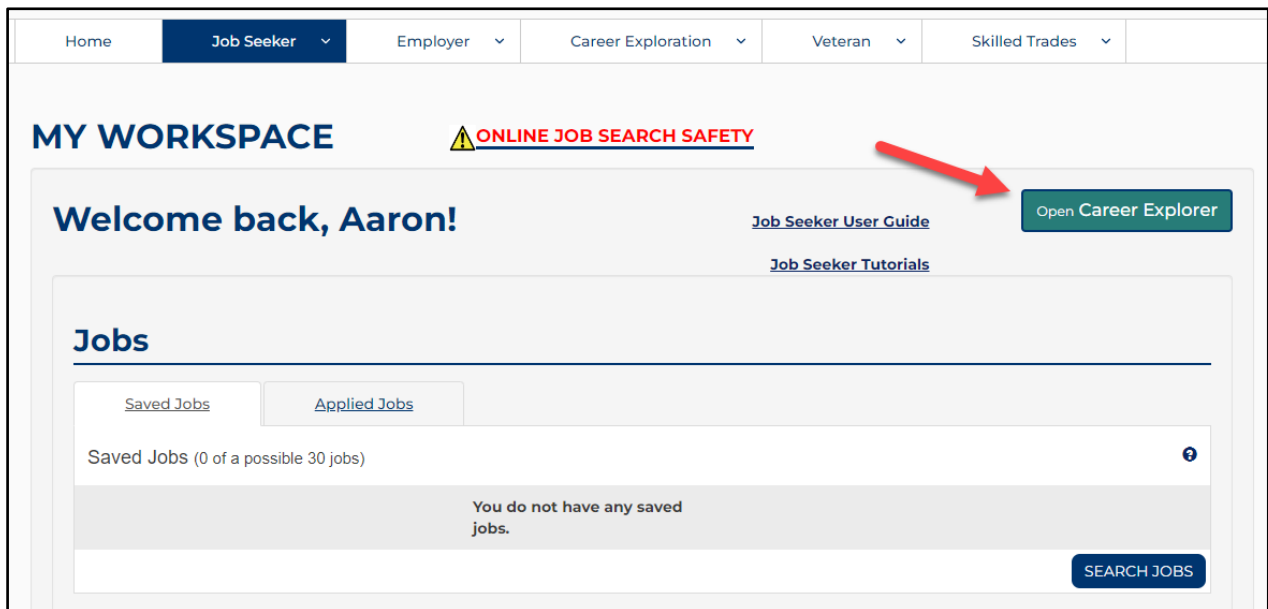 Home Job Seeker Employer Career Exploration Veteran Skilled Trades
MY WORKSPACE
ONLINE JOB SEARCH SAFETY
Welcome back, Aaron!
Job Seeker User Guide
Open Career Explorer
Job Seeker Tutorials
Jobs
Saved Jobs Applied Jobs
Saved Jobs (0 of a possible 30 jobs)
You do not have any saved
jobs.
SEARCH JOBS